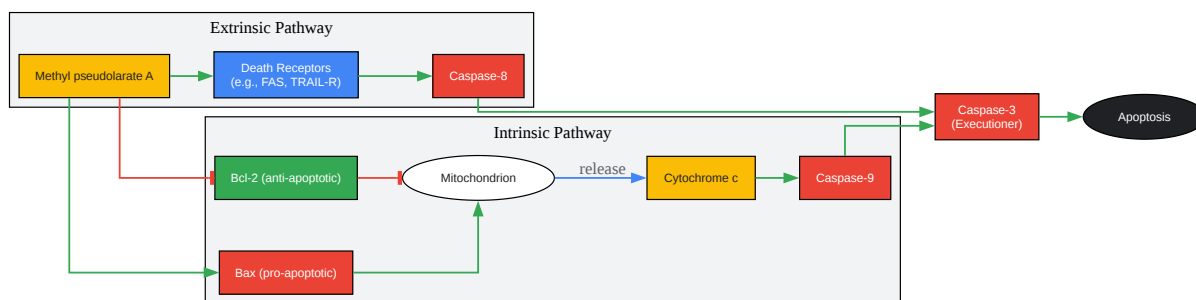 Extrinsic Pathway
Methyl pseudolarate A
Death Receptors
(e.g., FAS, TRAIL-R)
Caspase-8
Caspase-3
(Executioner)
Apoptosis
Intrinsic Pathway
Bcl-2 (anti-apoptotic)
Mitochondrion
release
Cytochrome c
Caspase-9
Bax (pro-apoptotic)